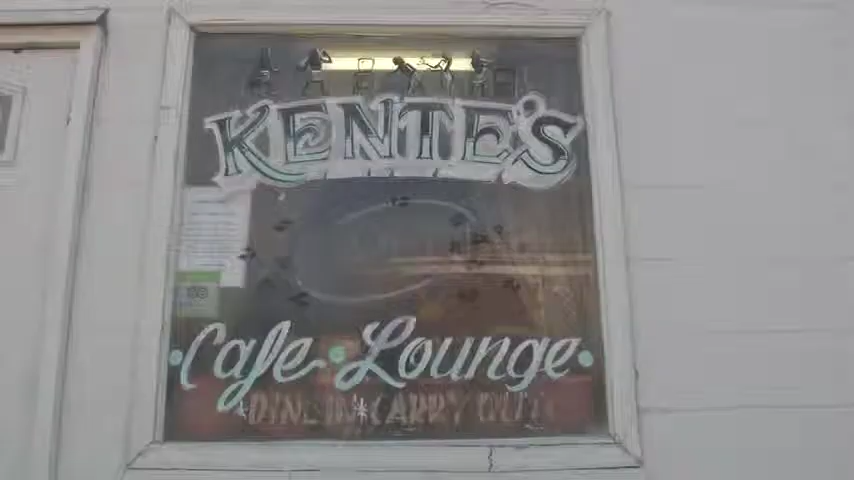 KENTE'S
Cafe • Lounge •
*DINE IN*CARRY OUT